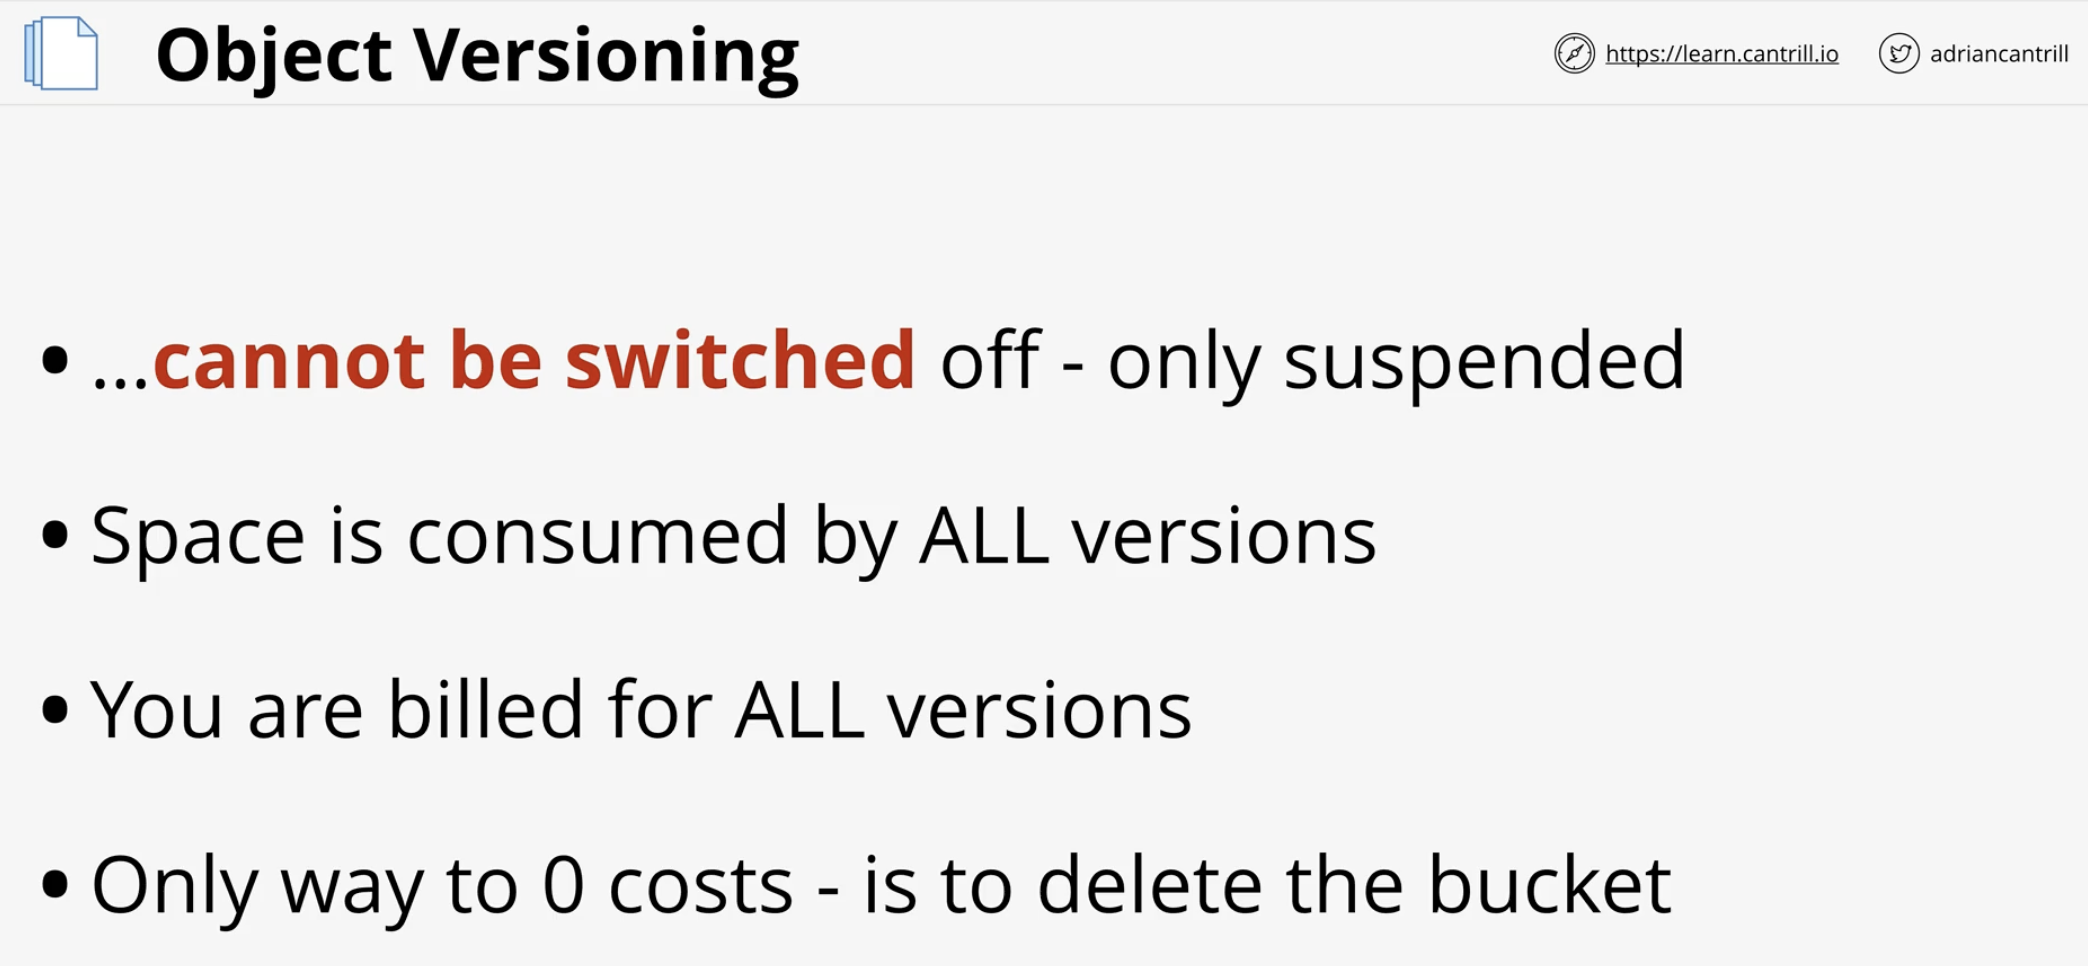 Object Versioning
https://learn.cantrill.io
adriancantrill
• ...cannot be switched off - only suspended
• Space is consumed by ALL versions
• You are billed for ALL versions
• Only way to 0 costs - is to delete the bucket